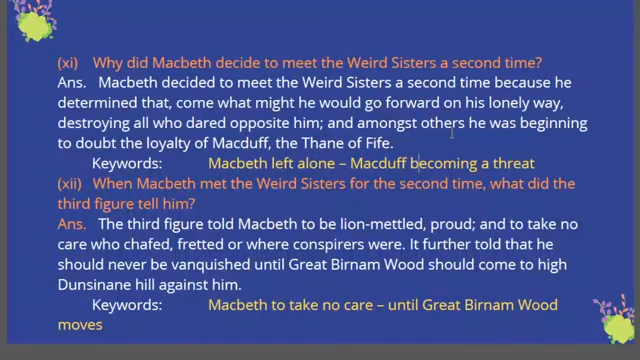 (xi) Why did Macbeth decide to meet the Weird Sisters a second time?
Ans. Macbeth decided to meet the Weird Sisters a second time because he
determined that, come what might he would go forward on his lonely way,
destroying all who dared opposite him; and amongst others he was beginning
to doubt the loyalty of Macduff, the Thane of Fife.
Keywords: Macbeth left alone – Macduff becoming a threat
(xii) When Macbeth met the Weird Sisters for the second time, what did the
third figure tell him?
Ans. The third figure told Macbeth to be lion-mettled, proud; and to take no
care who chafed, fretted or where conspirers were. It further told that he
should never be vanquished until Great Birnam Wood should come to high
Dunsinane hill against him.
Keywords: Macbeth to take no care – until Great Birnam Wood
moves